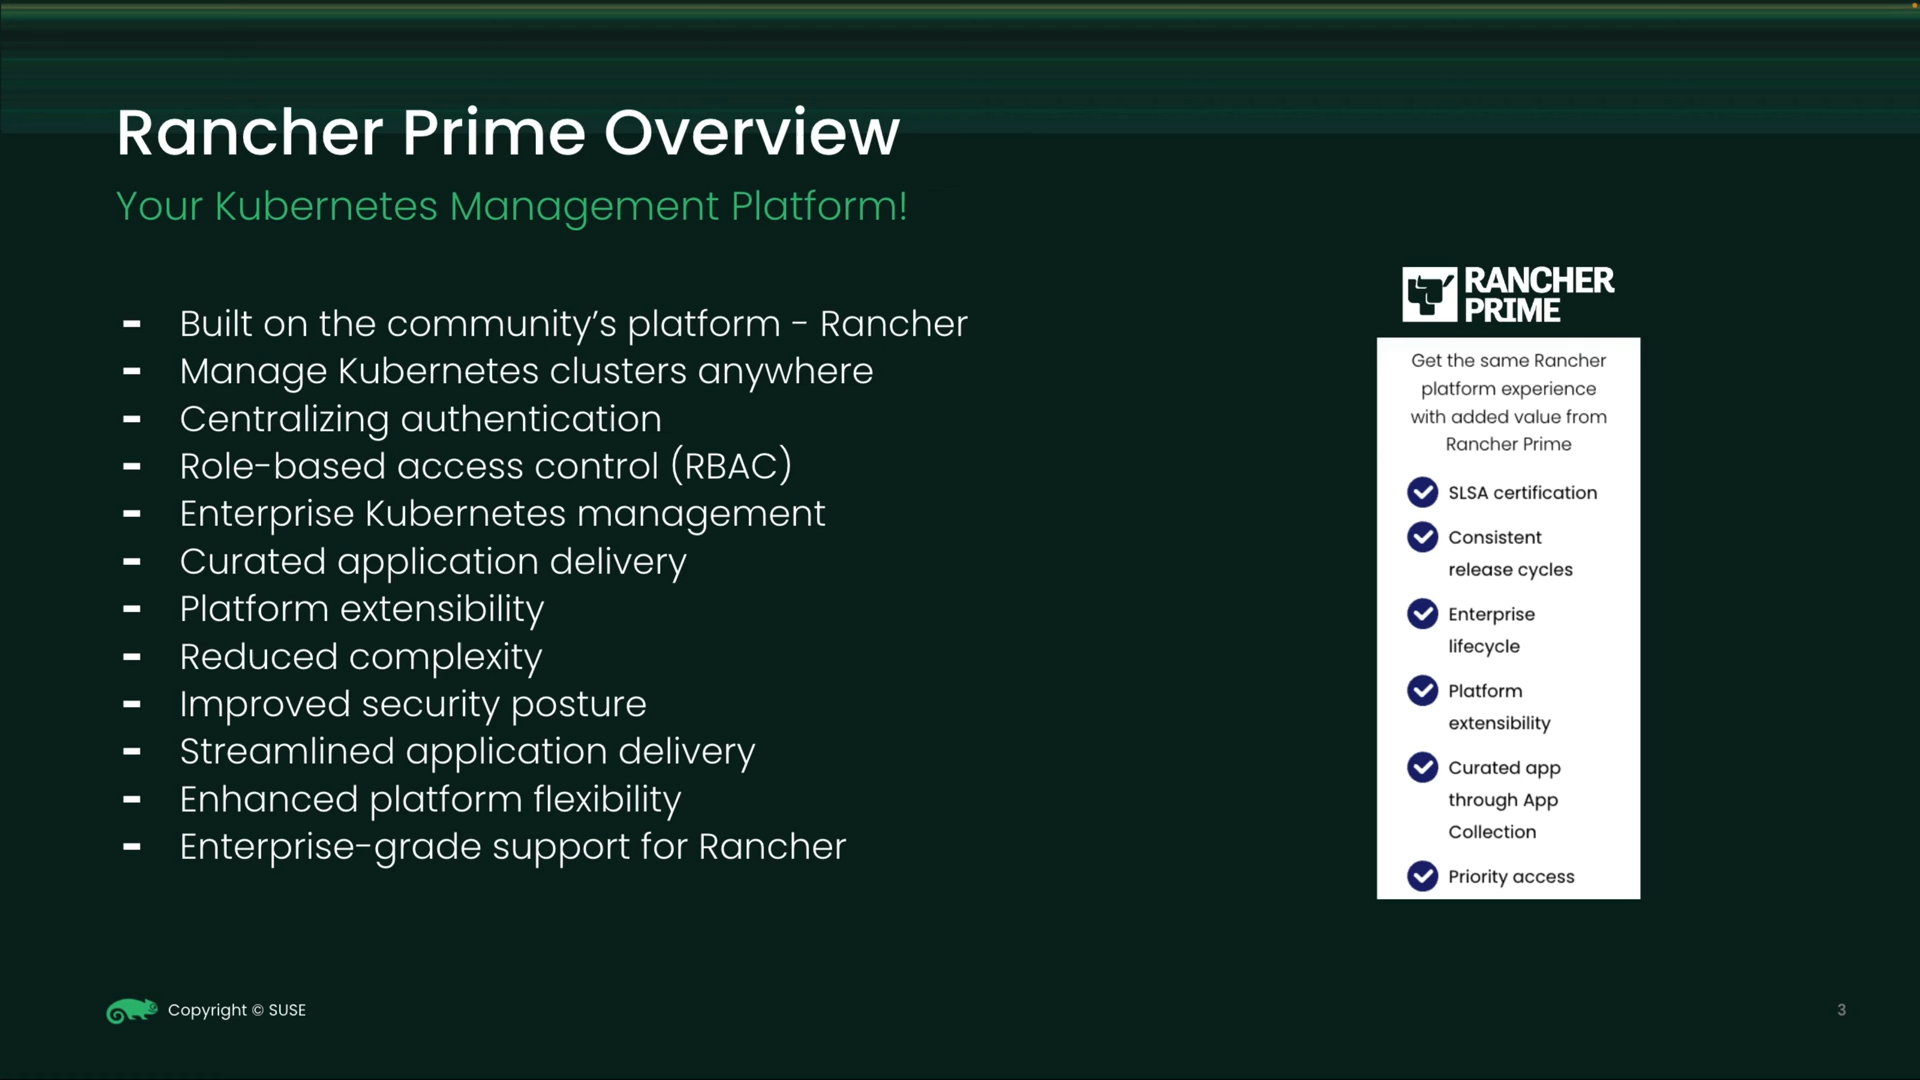 Rancher Prime Overview
Your Kubernetes Management Platform!
- Built on the community’s platform - Rancher
- Manage Kubernetes clusters anywhere
- Centralizing authentication
- Role-based access control (RBAC)
- Enterprise Kubernetes management
- Curated application delivery
- Platform extensibility
- Reduced complexity
- Improved security posture
- Streamlined application delivery
- Enhanced platform flexibility
- Enterprise-grade support for Rancher
RANCHER
PRIME
Get the same Rancher
platform experience
with added value from
Rancher Prime
SLSA certification
Consistent
release cycles
Enterprise
lifecycle
Platform
extensibility
Curated app
through App
Collection
Priority access
Copyright © SUSE
3